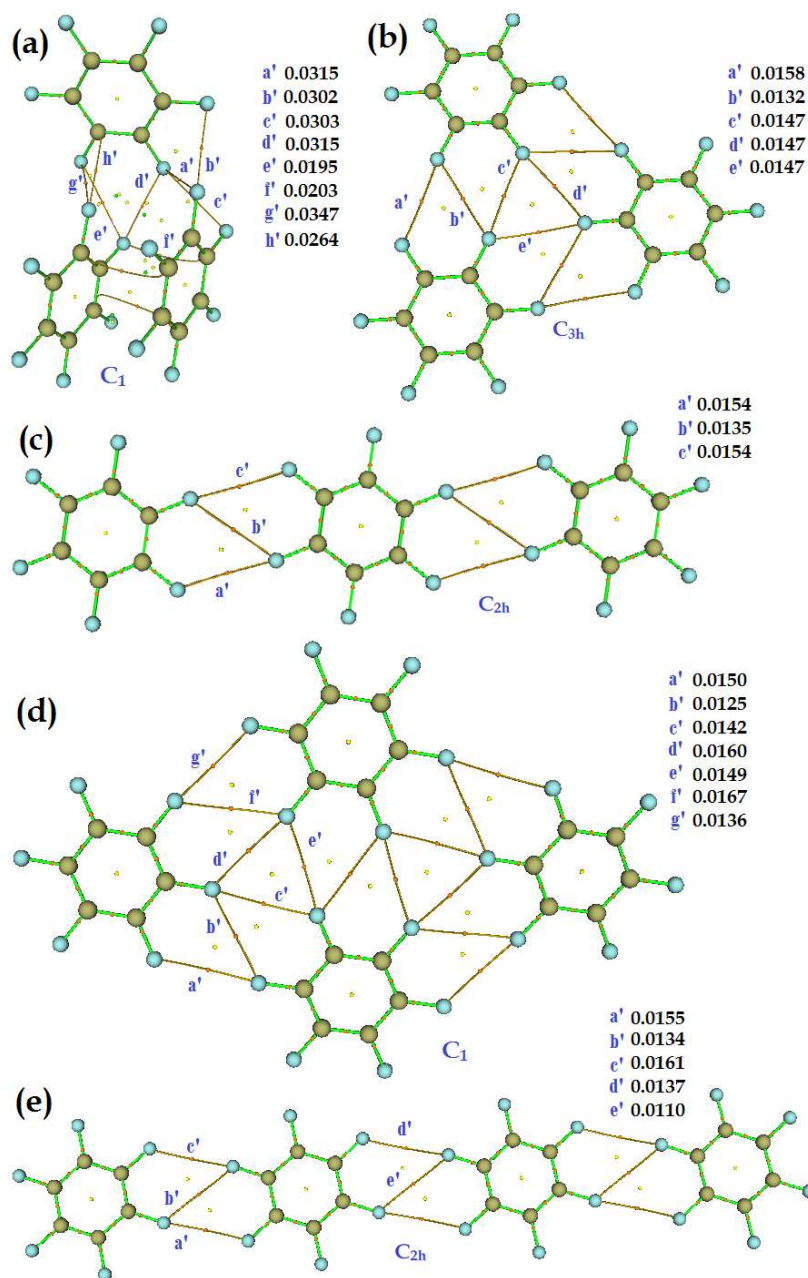 (a)
a' 0.0315
b' 0.0302
c' 0.0303
d' 0.0315
e' 0.0195
f' 0.0203
g' 0.0347
h' 0.0264
h'
g'
d'
a'
b'
c'
e'
f'
C1
(b)
a' 0.0158
b' 0.0132
c' 0.0147
d' 0.0147
e' 0.0147
c'
a'
b'
d'
e'
C3h
(c)
a' 0.0154
b' 0.0135
c' 0.0154
c'
b'
a'
C2h
(d)
a' 0.0150
b' 0.0125
c' 0.0142
d' 0.0160
e' 0.0149
f' 0.0167
g' 0.0136
g'
f'
e'
d'
c'
b'
a'
C1
(e)
a' 0.0155
b' 0.0134
c' 0.0161
d' 0.0137
e' 0.0110
c'
d'
b'
e'
a'
C2h